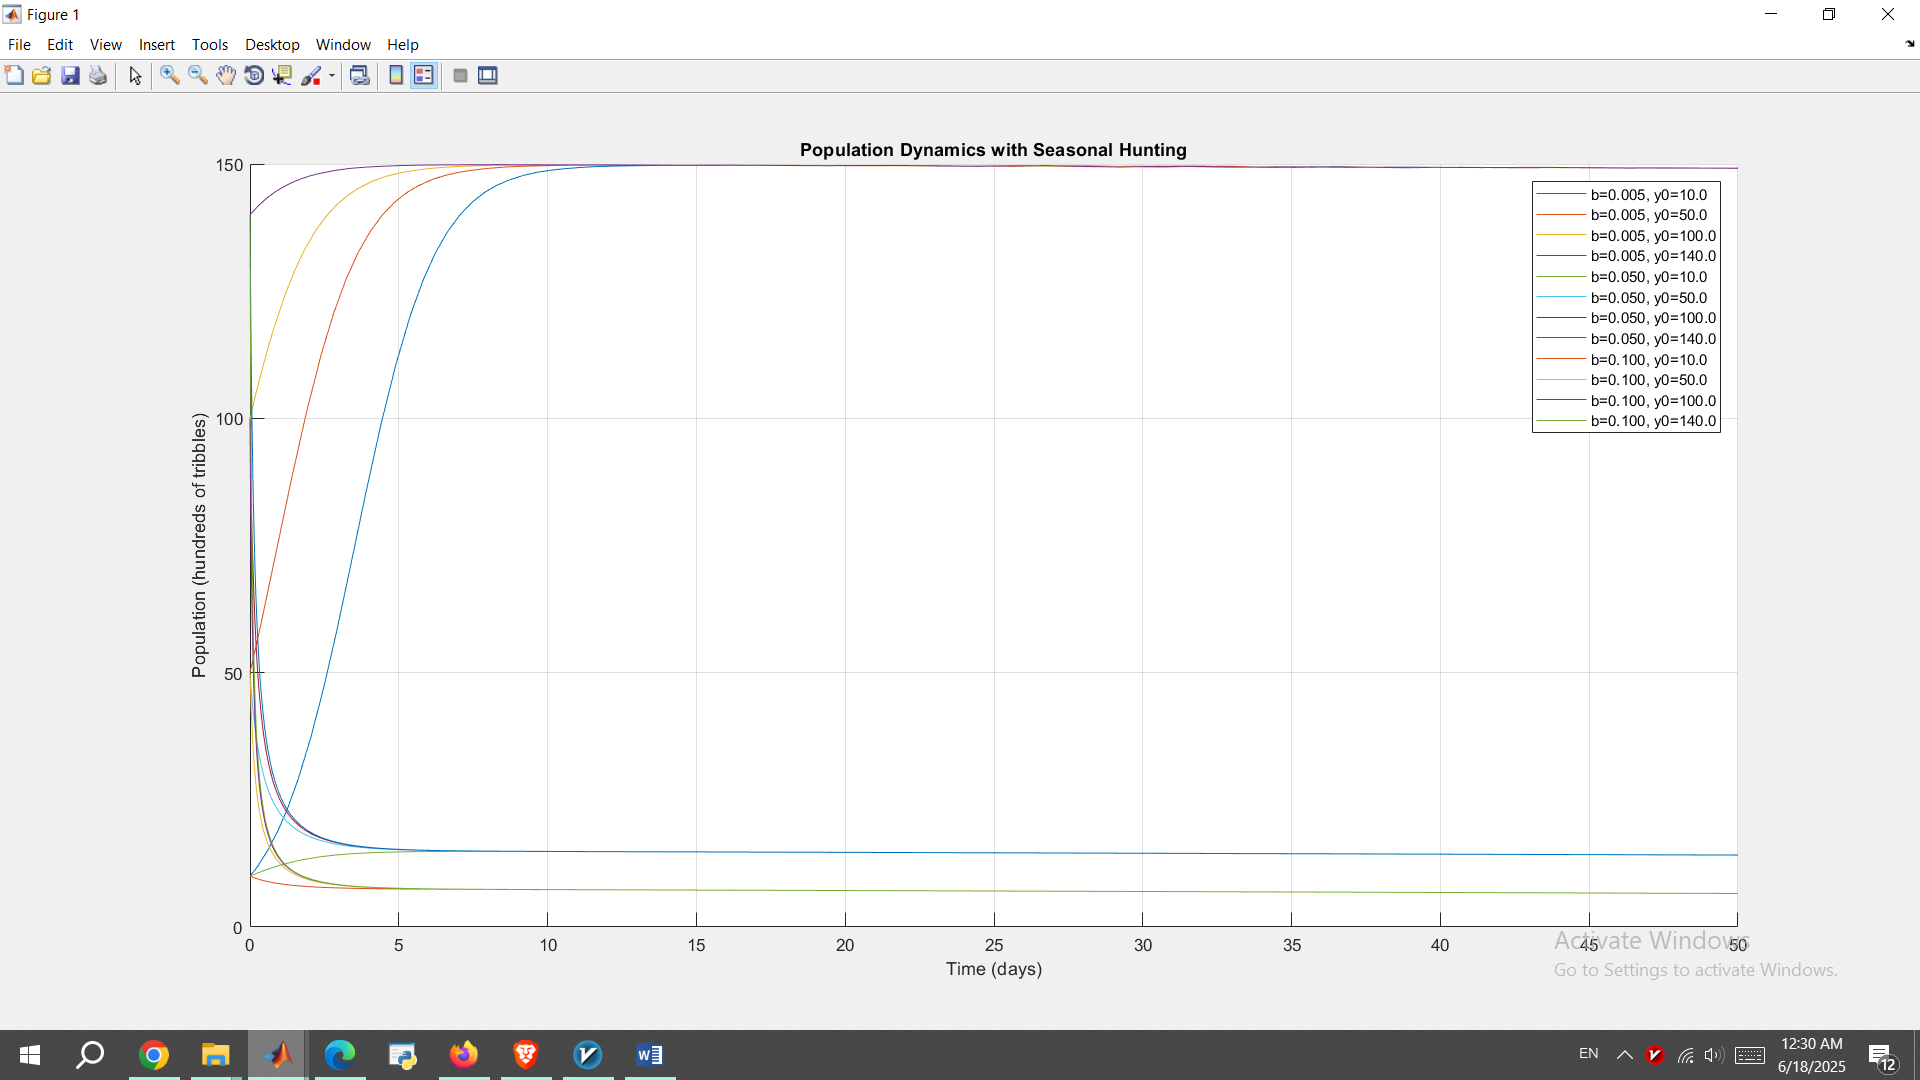 Figure 1
File Edit View Insert Tools Desktop Window Help
Population Dynamics with Seasonal Hunting
150
100
50
0
Population (hundreds of tribbles)
b=0.005, y0=10.0
b=0.005, y0=50.0
b=0.005, y0=100.0
b=0.005, y0=140.0
b=0.050, y0=10.0
b=0.050, y0=50.0
b=0.050, y0=100.0
b=0.050, y0=140.0
b=0.100, y0=10.0
b=0.100, y0=50.0
b=0.100, y0=100.0
b=0.100, y0=140.0
0 5 10 15 20 25 30 35 40 45 50
Time (days)
Activate Windows
Go to Settings to activate Windows.
EN
12:30 AM
6/18/2025
12